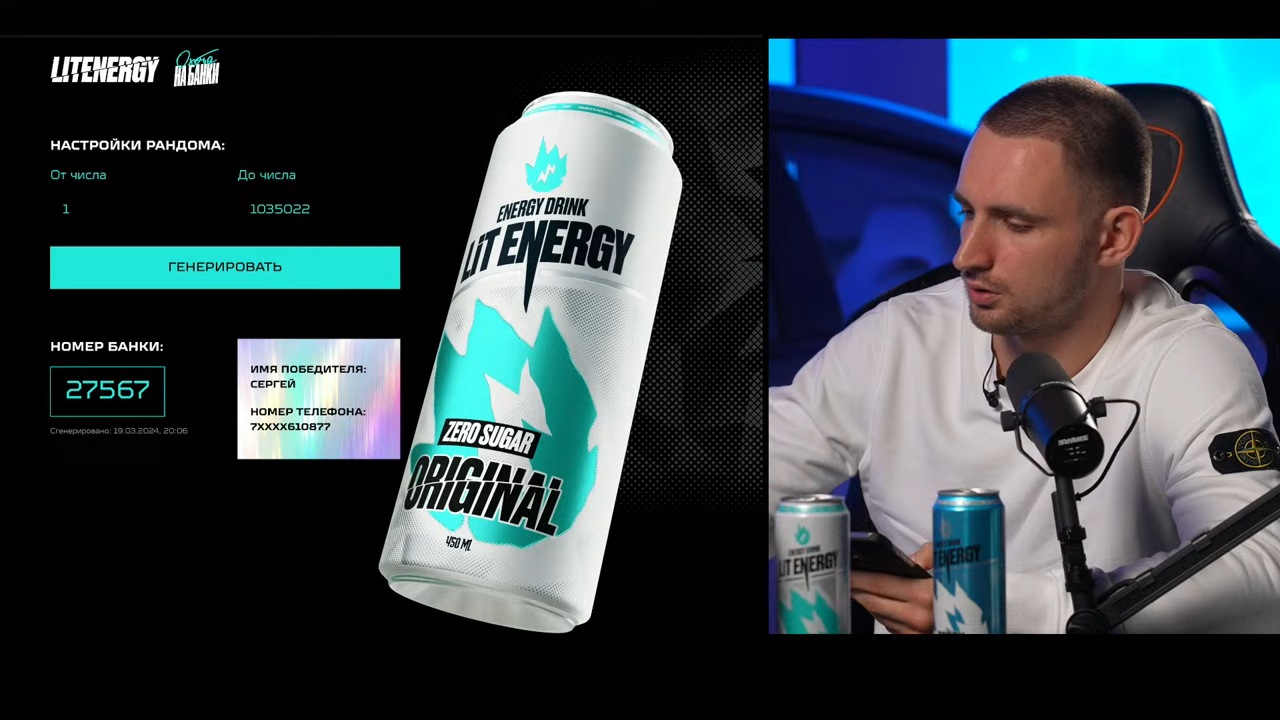 LITENERGY
Охота
НА БАНКИ
НАСТРОЙКИ РАНДОМА:
От числа
До числа
1
1035022
ГЕНЕРИРОВАТЬ
НОМЕР БАНКИ:
27567
Сгенерировано: 19.03.2024, 20:06
ИМЯ ПОБЕДИТЕЛЯ:
СЕРГЕЙ
НОМЕР ТЕЛЕФОНА:
7XXXX610877
ENERGY DRINK
LIT ENERGY
ZERO SUGAR
ORIGINAL
450 ML
LIT ENERGY
ENERGY